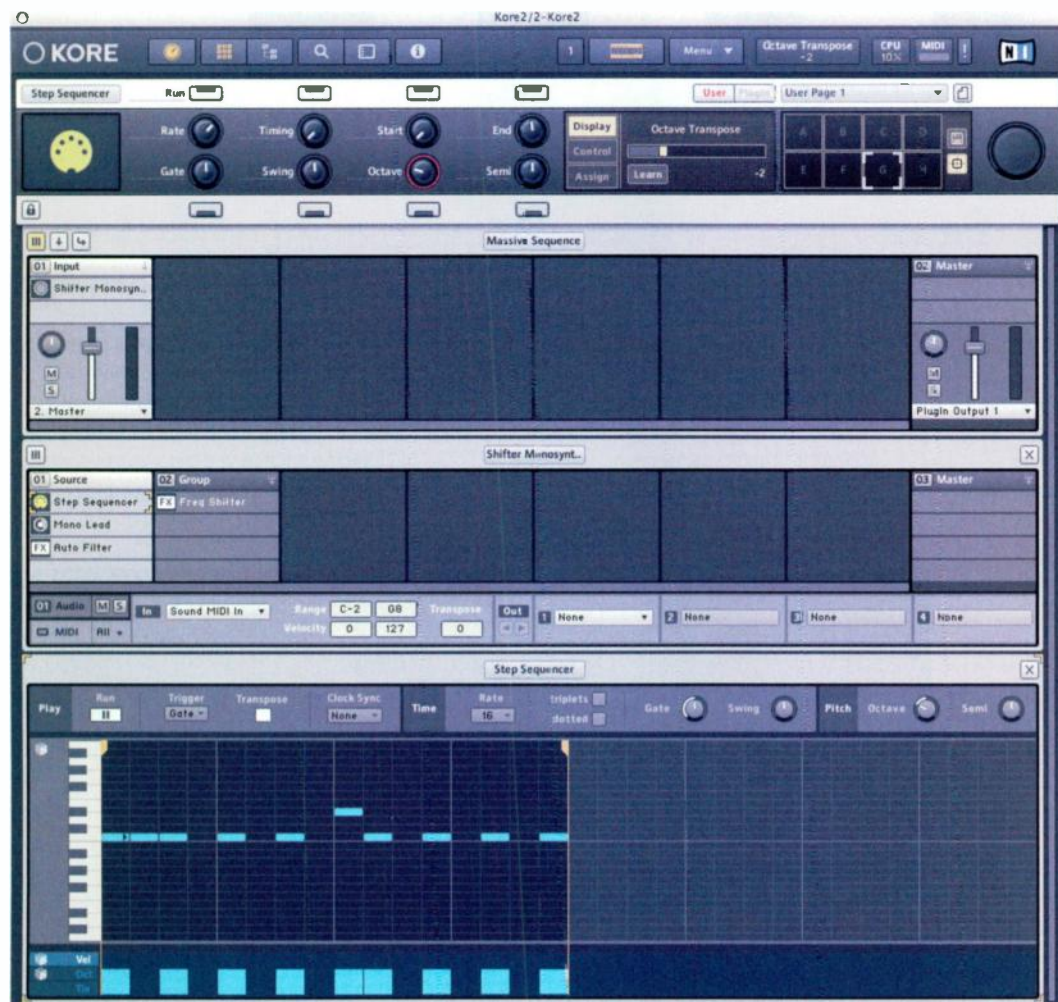 Kore2/2-Kore2
KORE
1
Menu
Octave Transpose
-2
CPU
10%
MIDI
!
NI
Step Sequencer
Run
User
Plugin
User Page 1
Rate
Timing
Start
End
Gate
Swing
Octave
Semi
Display
Control
Assign
Octave Transpose
Learn
-2
A B C D
E F G H
Massive Sequence
01 Input
Shifter Monosyn..
M
S
2. Master
02 Master
M
S
Plugin Output 1
Shifter Monosynt..
01 Source
Step Sequencer
Mono Lead
FX Auto Filter
02 Group
FX Freq Shifter
03 Master
01 Audio M S
MIDI All
In Sound MIDI In
Range C-2 G8
Velocity 0 127
Transpose
0
Out
1 None
2 None
3 None
4 None
Step Sequencer
Play
Run
Trigger
Gate
Transpose
Clock Sync
None
Time
Rate
16
triplets
dotted
Gate
Swing
Pitch
Octave
Semi
Vel
Oct
Tie